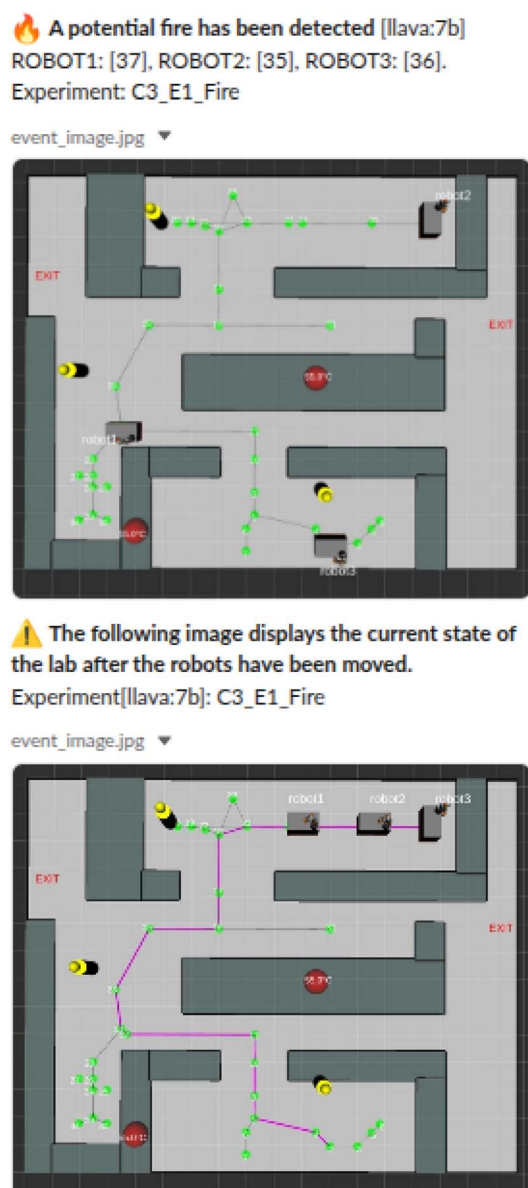 🔥 A potential fire has been detected [llava:7b]
ROBOT1: [37], ROBOT2: [35], ROBOT3: [36].
Experiment: C3_E1_Fire
event_image.jpg
robot2
EXIT
EXIT
robot1
robot3
⚠️ The following image displays the current state of
the lab after the robots have been moved.
Experiment[llava:7b]: C3_E1_Fire
event_image.jpg
robot1 robot2 robot3
EXIT
EXIT